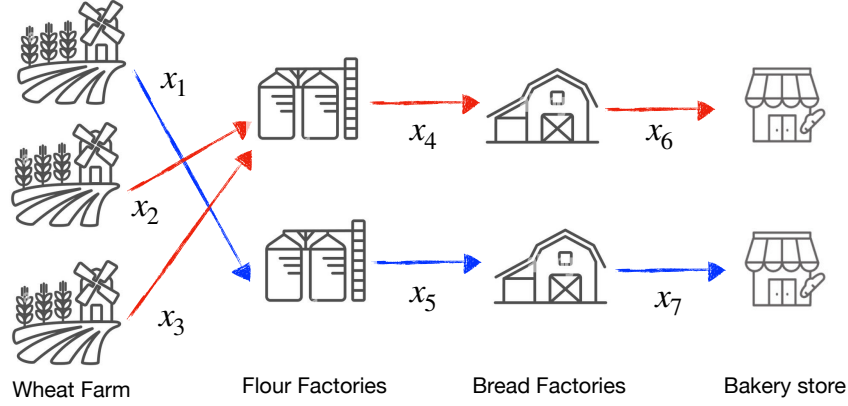 x1
x2
x3
x4
x5
x6
x7
Wheat Farm
Flour Factories
Bread Factories
Bakery store